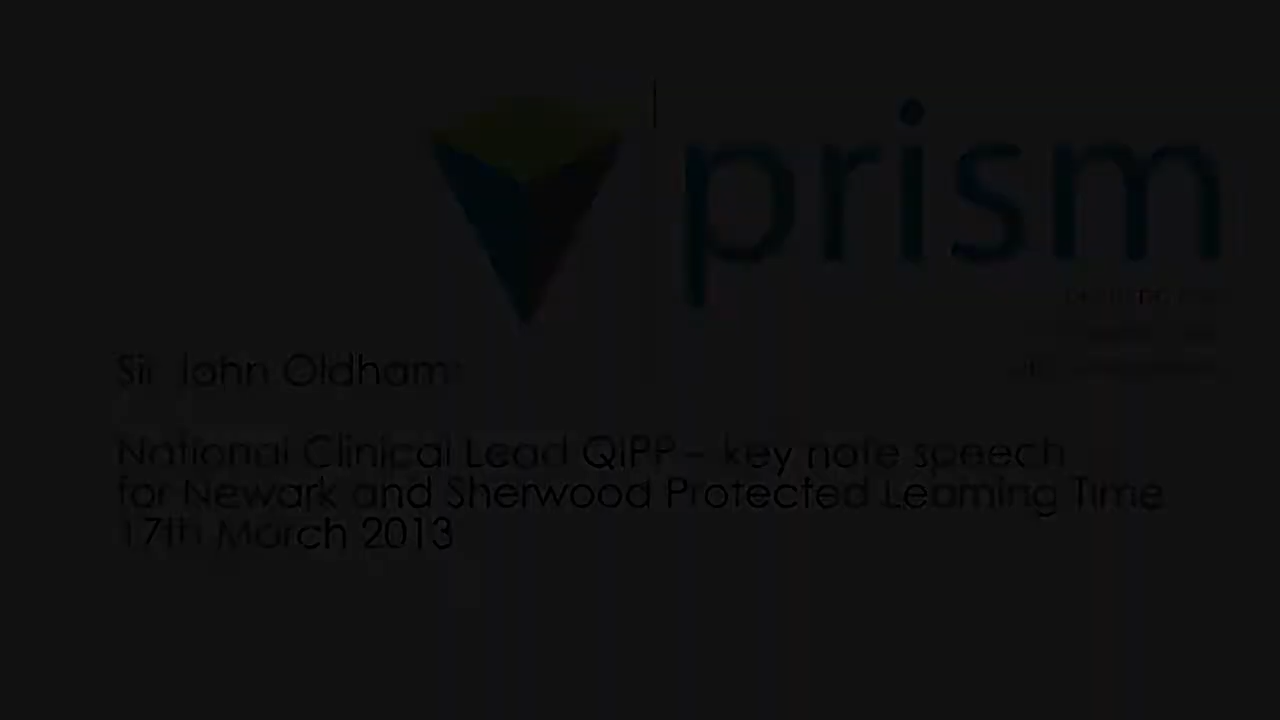 prism
Sir John Oldham
National Clinical Lead QIPP – key note speech
for Newark and Sherwood Protected Learning Time
17th March 2013